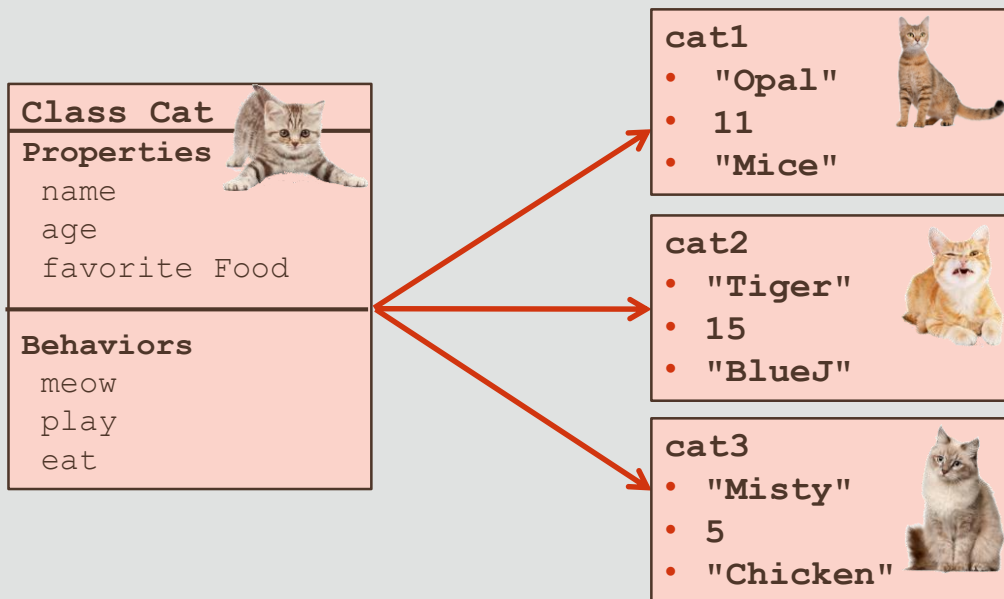 Class Cat
Properties
name
age
favorite Food
Behaviors
meow
play
eat
cat1
• "Opal"
• 11
• "Mice"
cat2
• "Tiger"
• 15
• "BlueJ"
cat3
• "Misty"
• 5
• "Chicken"